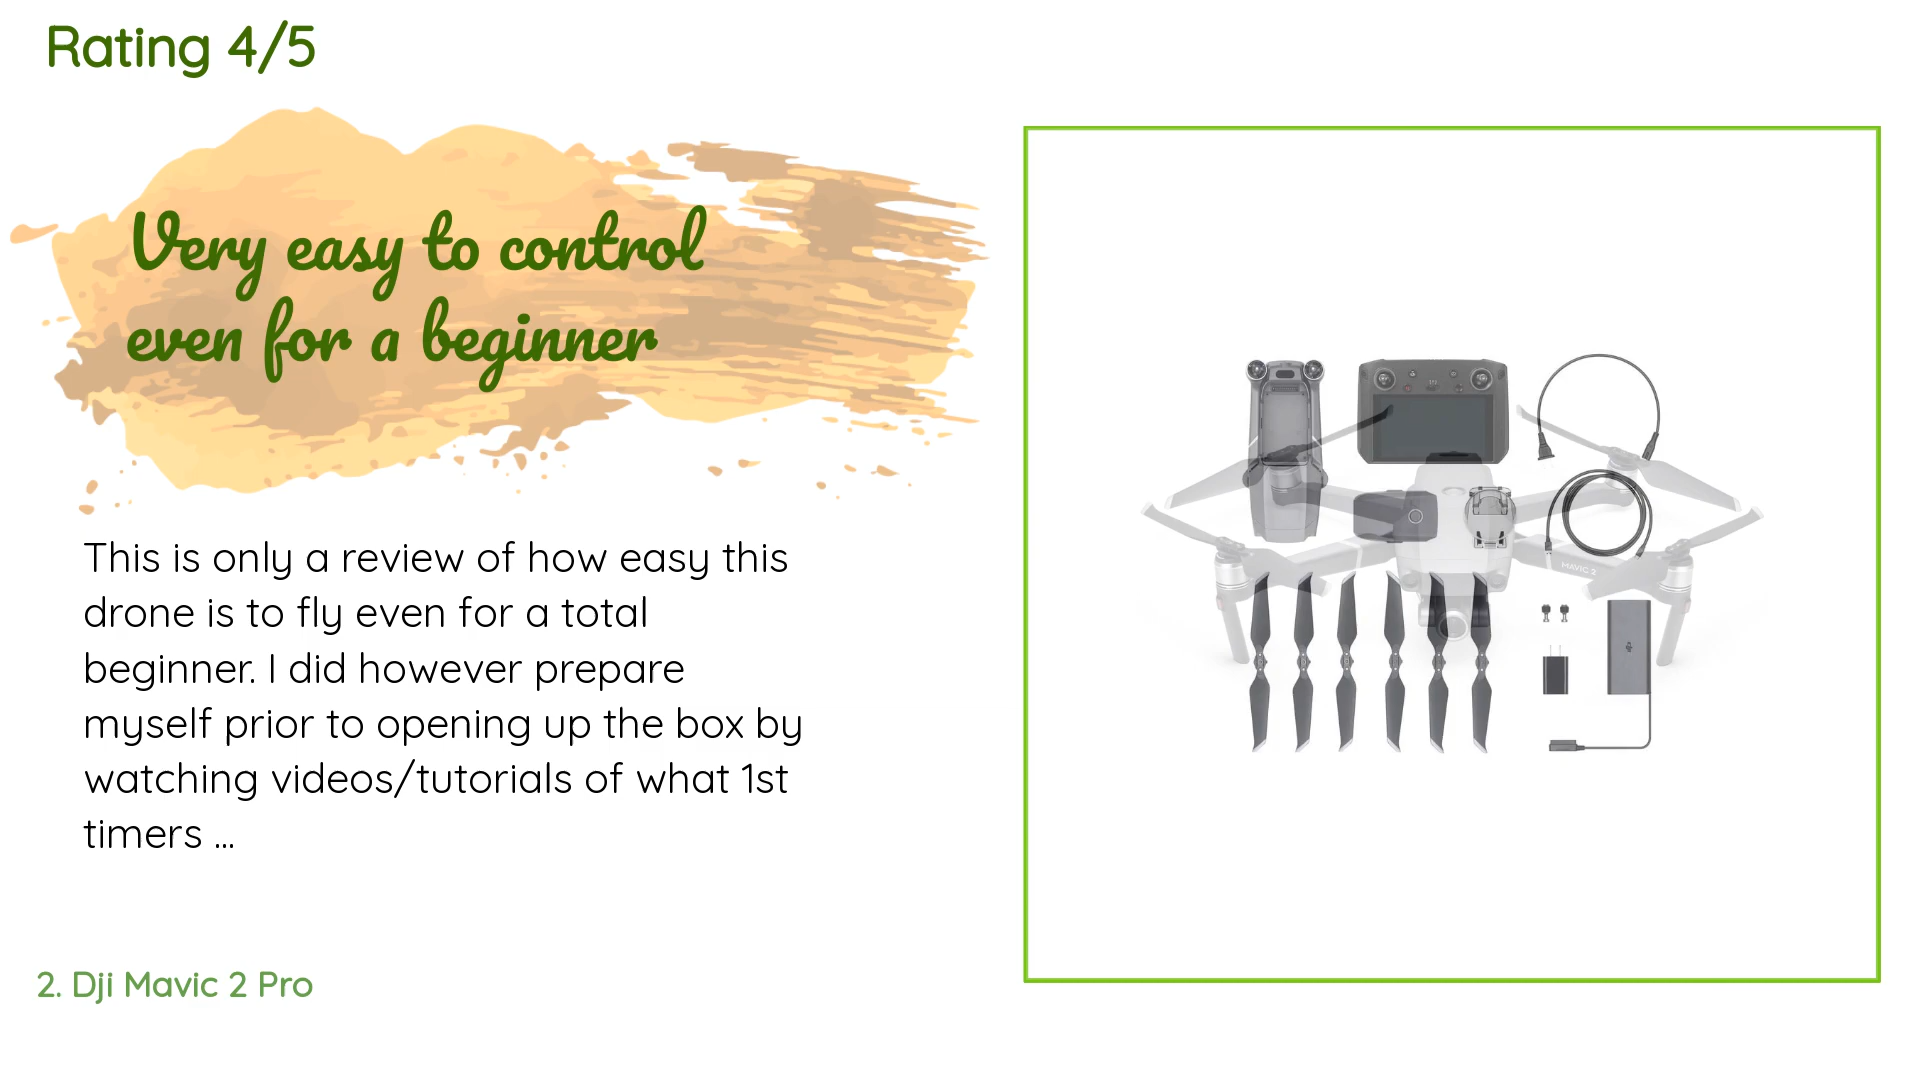 Rating 4/5
Very easy to control
even for a beginner
This is only a review of how easy this
drone is to fly even for a total
beginner. I did however prepare
myself prior to opening up the box by
watching videos/tutorials of what 1st
timers ...
MAVIC 2
2. Dji Mavic 2 Pro